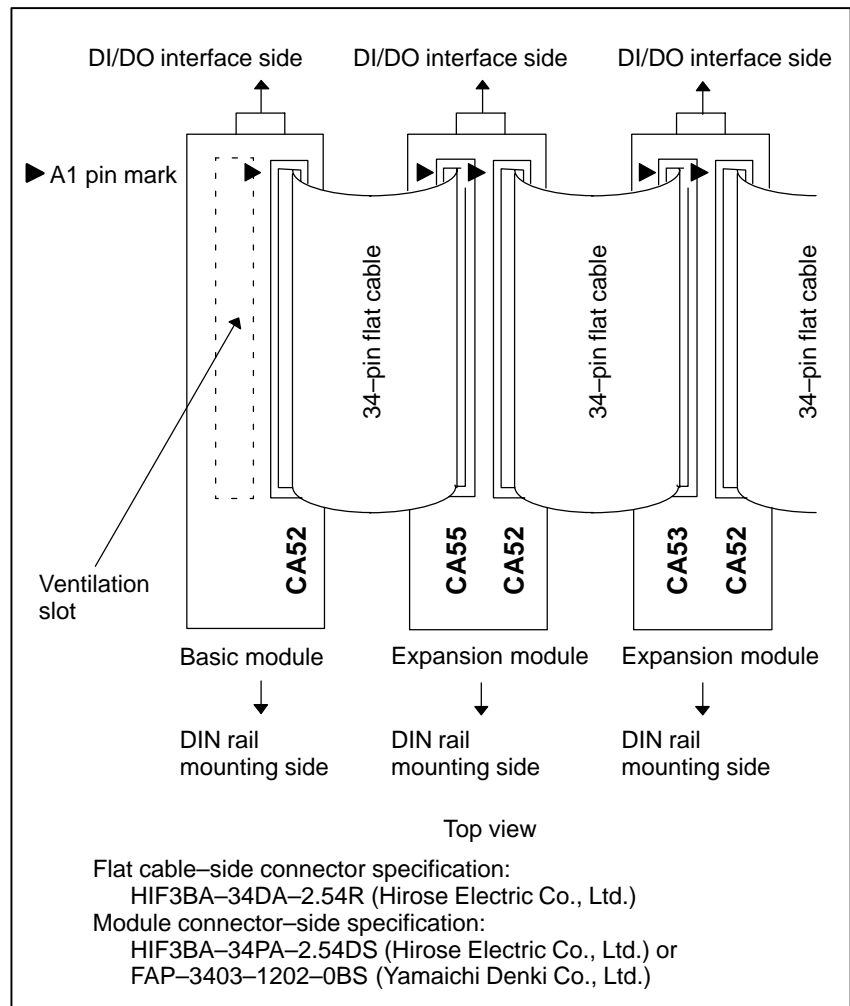 DI/DO interface side
DI/DO interface side
DI/DO interface side
A1 pin mark
34–pin flat cable
34–pin flat cable
34–pin flat cable
CA52
CA55
CA52
CA53
CA52
Ventilation
slot
Basic module
Expansion module
Expansion module
DIN rail
mounting side
DIN rail
mounting side
DIN rail
mounting side
Top view
Flat cable–side connector specification:
HIF3BA–34DA–2.54R (Hirose Electric Co., Ltd.)
Module connector–side specification:
HIF3BA–34PA–2.54DS (Hirose Electric Co., Ltd.) or
FAP–3403–1202–0BS (Yamaichi Denki Co., Ltd.)